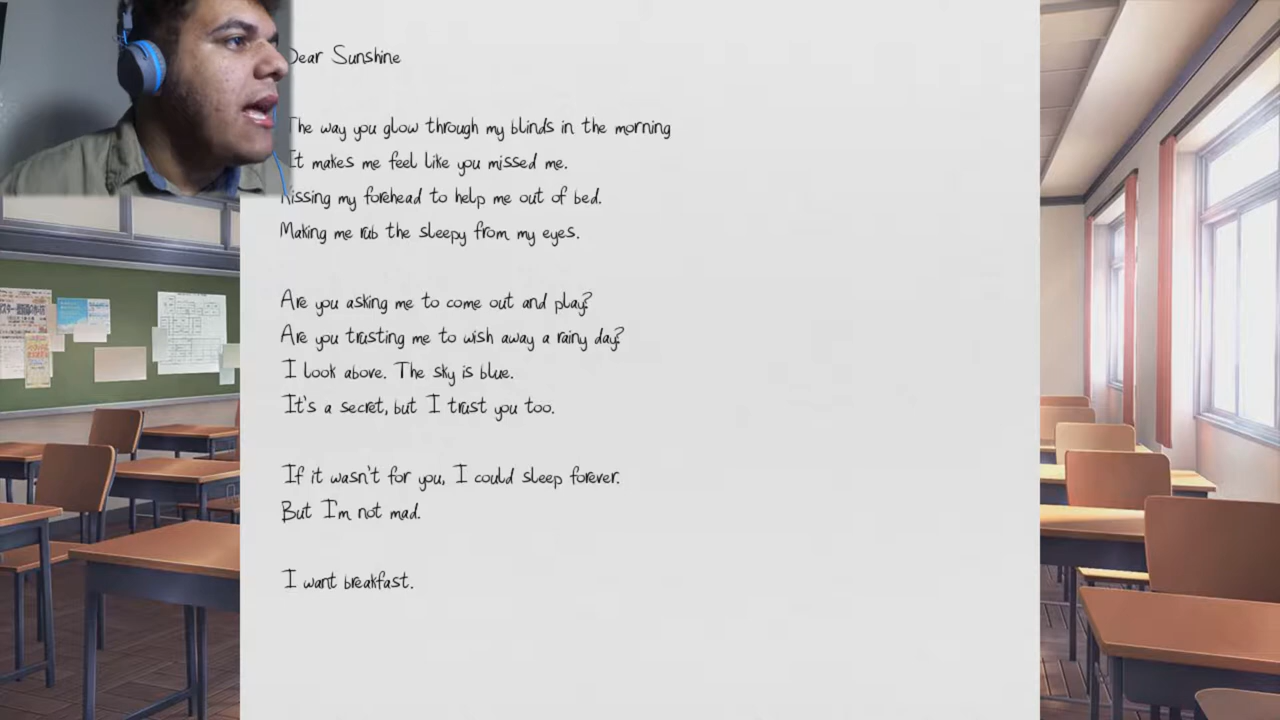 Dear Sunshine
The way you glow through my blinds in the morning
It makes me feel like you missed me.
Kissing my forehead to help me out of bed.
Making me rub the sleepy from my eyes.
Are you asking me to come out and play?
Are you trusting me to wish away a rainy day?
I look above. The sky is blue.
It's a secret, but I trust you too.
If it wasn't for you, I could sleep forever.
But I'm not mad.
I want breakfast.